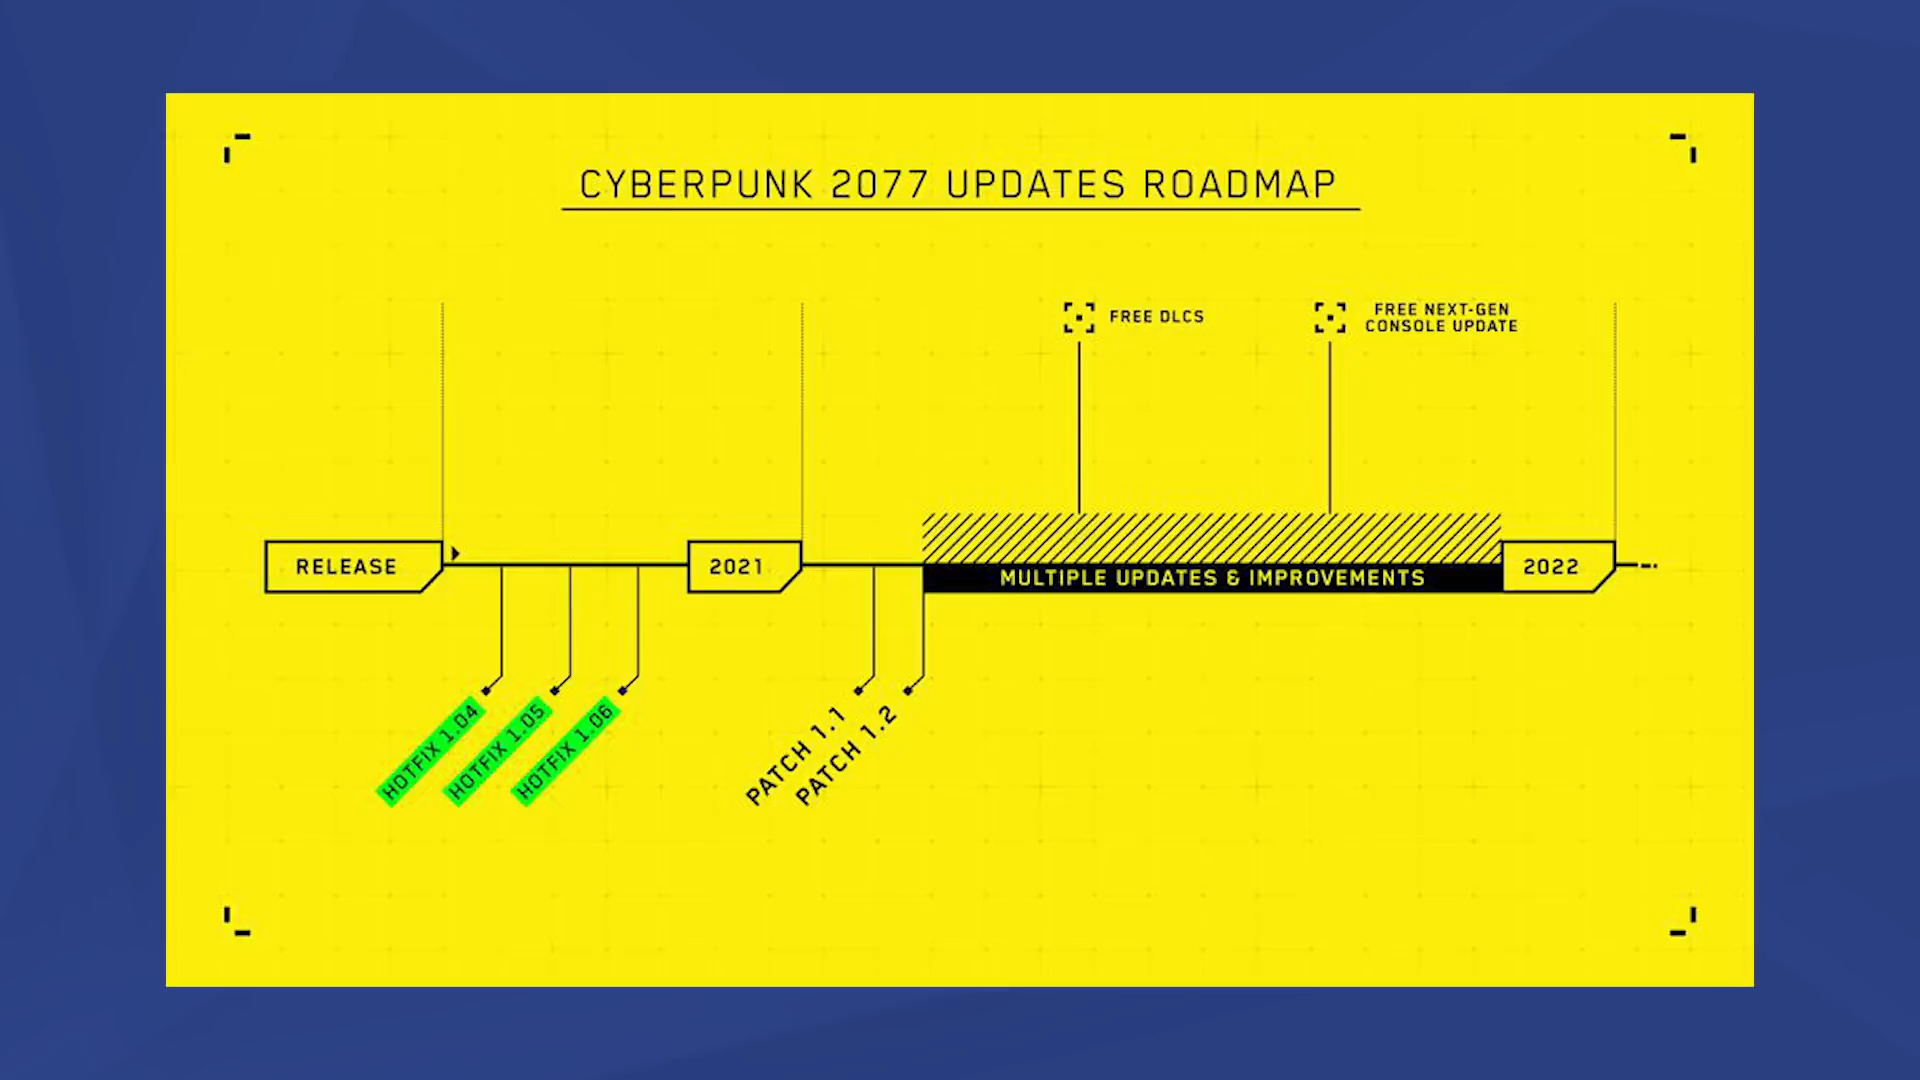 CYBERPUNK 2077 UPDATES ROADMAP
FREE DLCS
FREE NEXT-GEN
CONSOLE UPDATE
RELEASE
2021
MULTIPLE UPDATES & IMPROVEMENTS
2022
HOTFIX 1.04
HOTFIX 1.05
HOTFIX 1.06
PATCH 1.1
PATCH 1.2